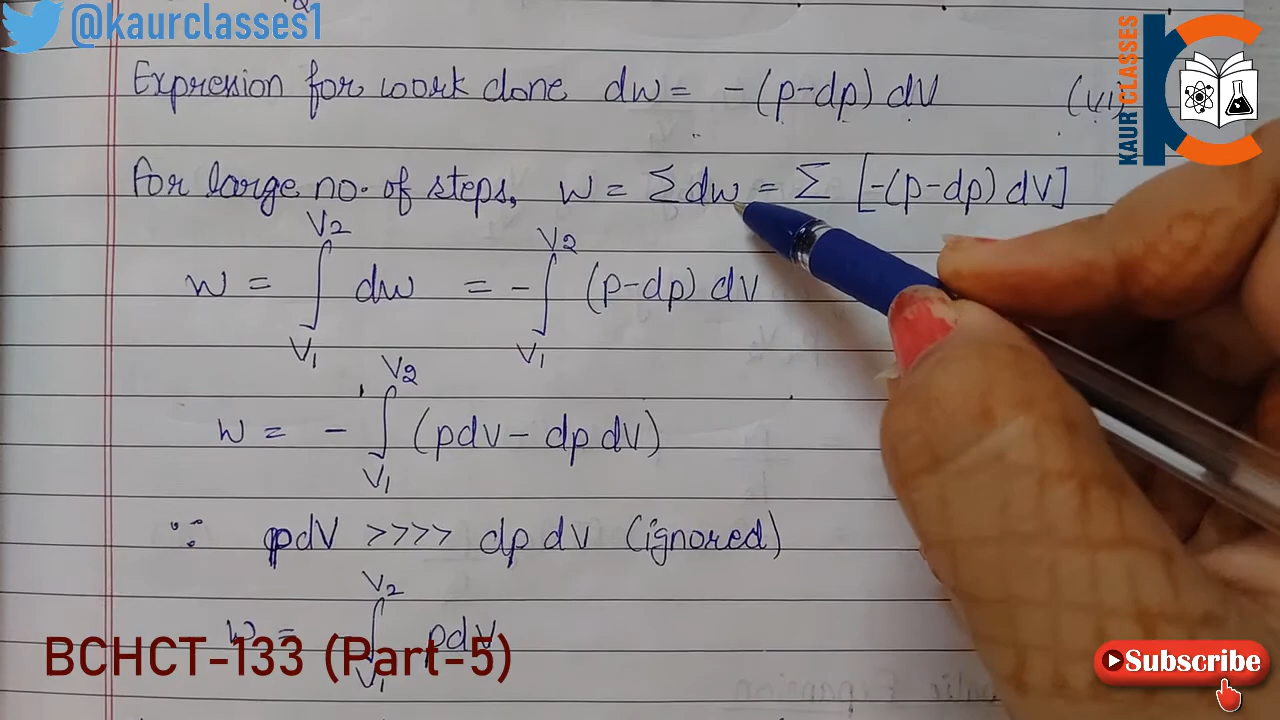 @kaurclasses1
KAUR CLASSES
Expression for work done dw = -(p-dp) dV (vi)
For large no. of steps, w = Σ dw = Σ [-(p-dp) dV]
w = ∫ V1 V2 dw = - ∫ V1 V2 (p-dp) dV
w = - ∫ V1 V2 (pdV - dp dV)
∵ pdV >>>> dp dV (ignored)
w = - ∫ V1 V2 pdV
BCHCT-133 (Part-5)
Subscribe